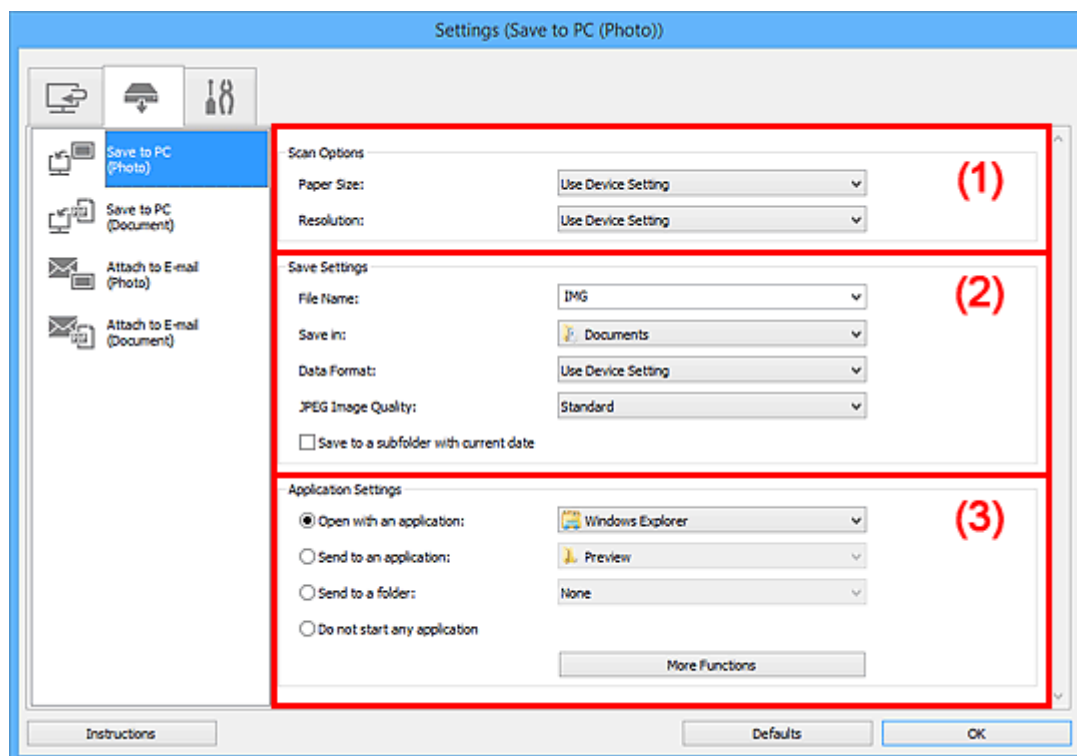 Settings (Save to PC (Photo))
Save to PC
(Photo)
Save to PC
(Document)
Attach to E-mail
(Photo)
Attach to E-mail
(Document)
Scan Options
(1)
Paper Size: Use Device Setting
Resolution: Use Device Setting
Save Settings
(2)
File Name: IMG
Save in: Documents
Data Format: Use Device Setting
JPEG Image Quality: Standard
Save to a subfolder with current date
Application Settings
(3)
Open with an application: Windows Explorer
Send to an application: Preview
Send to a folder: None
Do not start any application
More Functions
Instructions Defaults OK